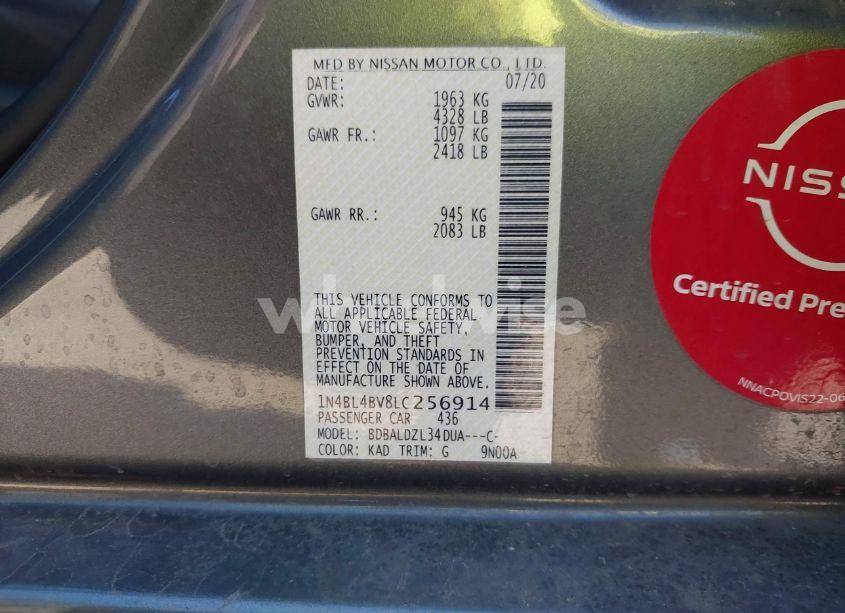 MFD BY NISSAN MOTOR CO., LTD.
DATE: 07/20
GVWR: 1963 KG
4328 LB
GAWR FR.: 1097 KG
2418 LB
GAWR RR.: 945 KG
2083 LB
THIS VEHICLE CONFORMS TO
ALL APPLICABLE FEDERAL
MOTOR VEHICLE SAFETY,
BUMPER, AND THEFT
PREVENTION STANDARDS IN
EFFECT ON THE DATE OF
MANUFACTURE SHOWN ABOVE.
1N4BL4BV8LC256914
PASSENGER CAR 436
MODEL: BDBALDZL34DUA---C-
COLOR: KAD TRIM: G 9N00A
NISS
Certified Pre
NNACPOVIS22-06